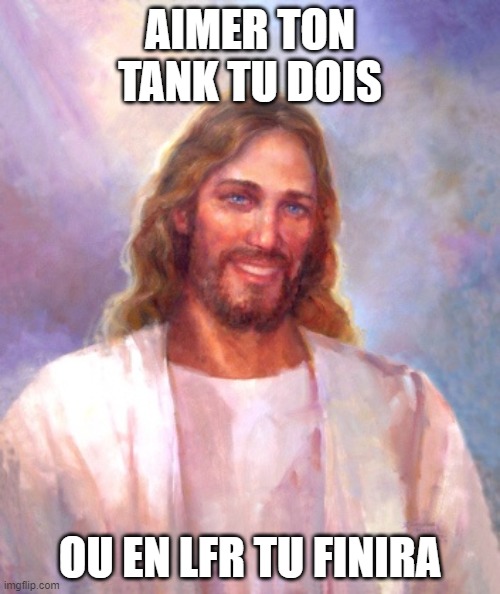 AIMER TON
TANK TU DOIS
OU EN LFR TU FINIRA
imgflip.com